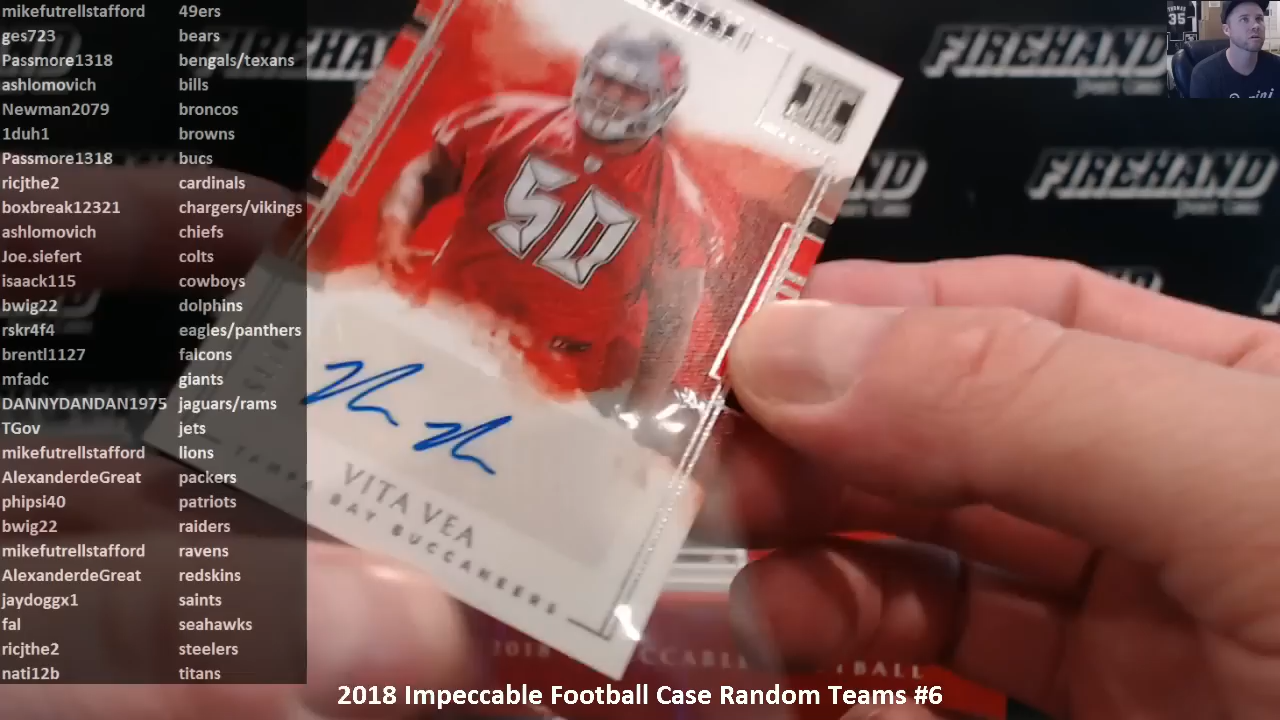 mikefutrellstafford 49ers
ges723 bears
Passmore1318 bengals/texans
ashlomovich bills
Newman2079 broncos
1duh1 browns
Passmore1318 bucs
ricjthe2 cardinals
boxbreak12321 chargers/vikings
ashlomovich chiefs
Joe.siefert colts
isaack115 cowboys
bwig22 dolphins
rskr4f4 eagles/panthers
brentl1127 falcons
mfadc giants
DANNYDANDAN1975 jaguars/rams
TGov jets
mikefutrellstafford lions
AlexanderdeGreat packers
phipsi40 patriots
bwig22 raiders
mikefutrellstafford ravens
AlexanderdeGreat redskins
jaydoggx1 saints
fal seahawks
ricjthe2 steelers
nati12b titans
FIREHAND
FIREHAND
THOMAS
35
50
VITA VEA
TAMPA BAY BUCCANEERS
2018
BALL
2018 Impeccable Football Case Random Teams #6